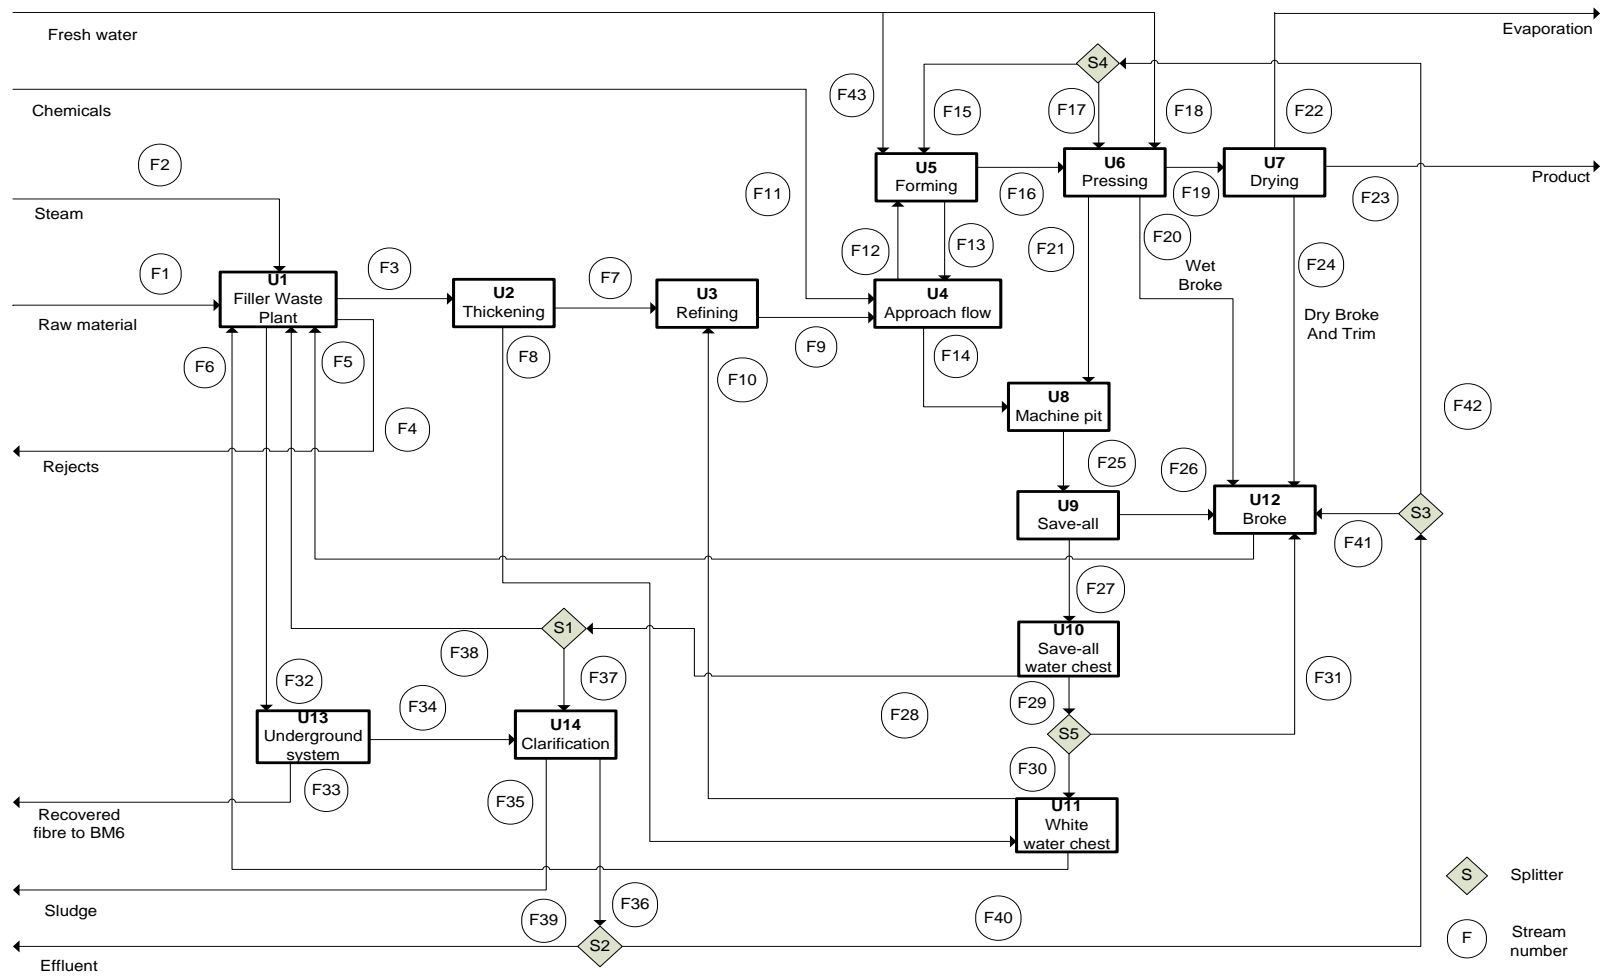 Fresh water
Evaporation
S4
F43
F15
F17
F18
F22
Chemicals
F2
Steam
F11
U5
Forming
F16
U6
Pressing
F19
U7
Drying
Product
F23
F1
Raw material
U1
Filler Waste
Plant
F3
U2
Thickening
F7
U3
Refining
F12
F13
F21
F20
Wet
Broke
F24
Dry Broke
And Trim
U4
Approach flow
F9
F14
F6
F5
F8
F10
F4
Rejects
U8
Machine pit
F42
F25
F26
U9
Save-all
U12
Broke
S3
F41
F27
S1
F38
F37
U10
Save-all
water chest
F32
F34
F28
F29
F31
U13
Underground
system
U14
Clarification
S5
F30
F33
F35
Recovered
fibre to BM6
U11
White
water chest
Sludge
F39
F36
F40
S2
Effluent
S
Splitter
F
Stream
number